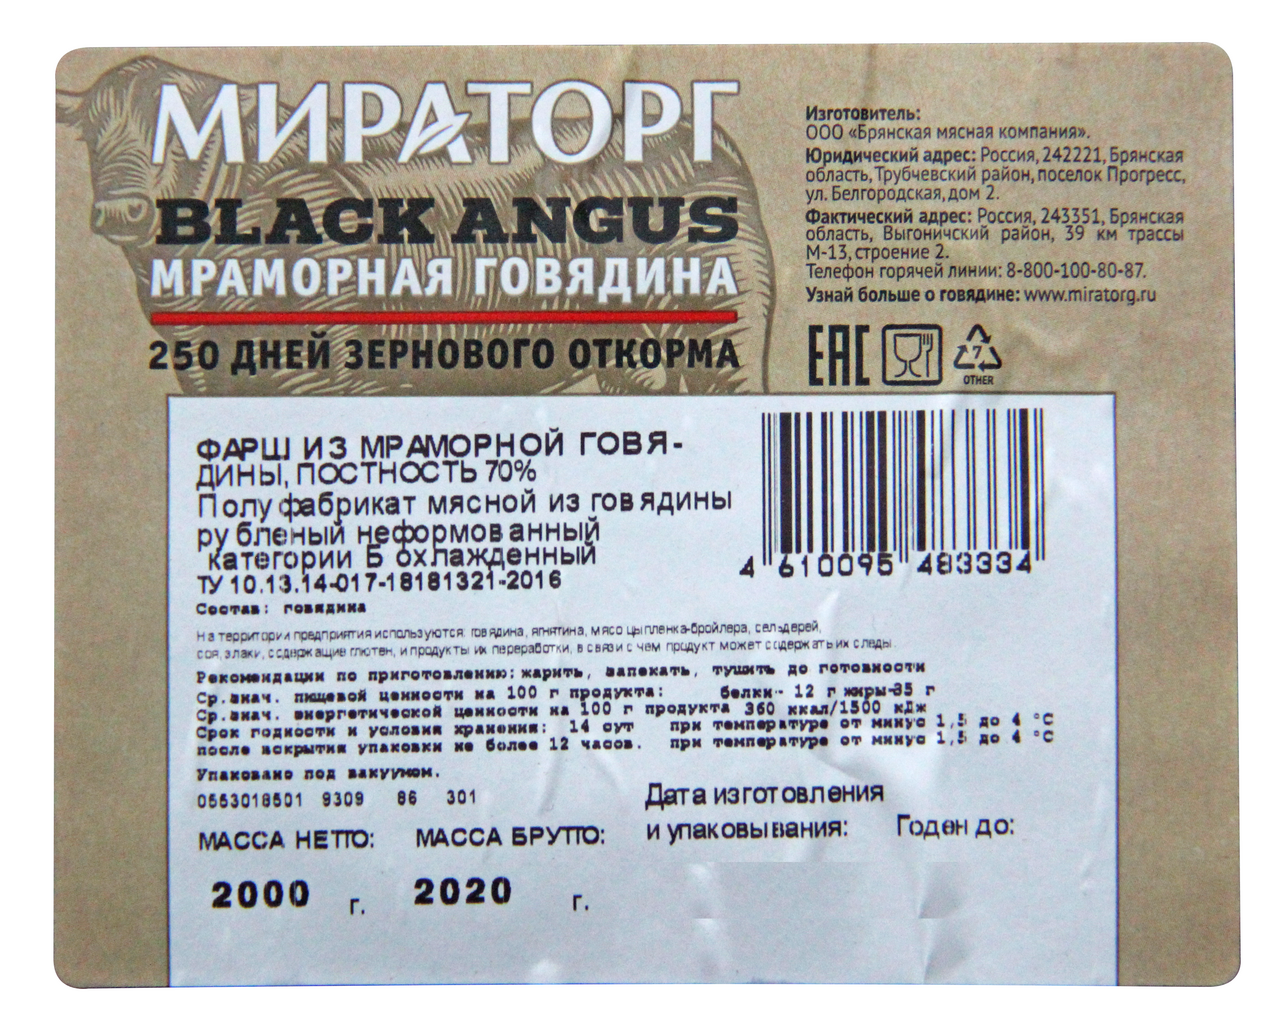 МИРАТОРГ
BLACK ANGUS
МРАМОРНАЯ ГОВЯДИНА
250 ДНЕЙ ЗЕРНОВОГО ОТКОРМА
Изготовитель:
ООО «Брянская мясная компания».
Юридический адрес: Россия, 242221, Брянская
область, Трубчевский район, поселок Прогресс,
ул. Белгородская, дом 2.
Фактический адрес: Россия, 243351, Брянская
область, Выгоничский район, 39 км трассы
М-13, строение 2.
Телефон горячей линии: 8-800-100-80-87.
Узнай больше о говядине: www.miratorg.ru
EAC
7
OTHER
ФАРШ ИЗ МРАМОРНОЙ ГОВЯ-
ДИНЫ, ПОСТНОСТЬ 70%
Полуфабрикат мясной из говядины
рубленый неформованный
категории Б охлажденный
ТУ 10.13.14-017-18181321-2016
4 610095 483334
Состав: говядина
На территории предприятия используются: говядина, ягнятина, мясо цыпленка-бройлера, сельдерей,
соя, злаки, содержащие глютен, и продукты их переработки, в связи с чем продукт может содержать их следы.
Рекомендации по приготовлению: жарить, запекать, тушить до готовности
Ср.знач. пищевой ценности на 100 г продукта: белки- 12 г жиры-35 г
Ср.знач. энергетической ценности на 100 г продукта 360 ккал/1500 кДж
Срок годности и условия хранения: 14 сут при температуре от минус 1,5 до 4 °С
после вскрытия упаковки не более 12 часов. при температуре от минус 1,5 до 4 °С
Упаковано под вакуумом.
0553018501 9309 86 301
Дата изготовления
и упаковывания: Годен до:
МАССА НЕТТО: МАССА БРУТТО:
2000 г. 2020 г.